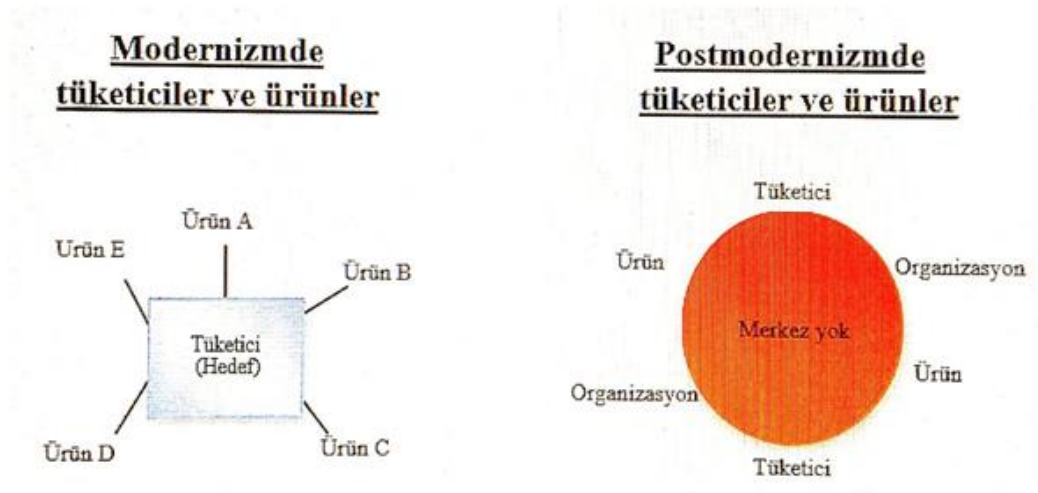 Modernizmde
tüketiciler ve ürünler
Ürün A
Urün E
Ürün B
Tüketici
(Hedef)
Ürün D
Ürün C
Postmodernizmde
tüketiciler ve ürünler
Tüketici
Ürün
Organizasyon
Merkez yok
Ürün
Organizasyon
Tüketici